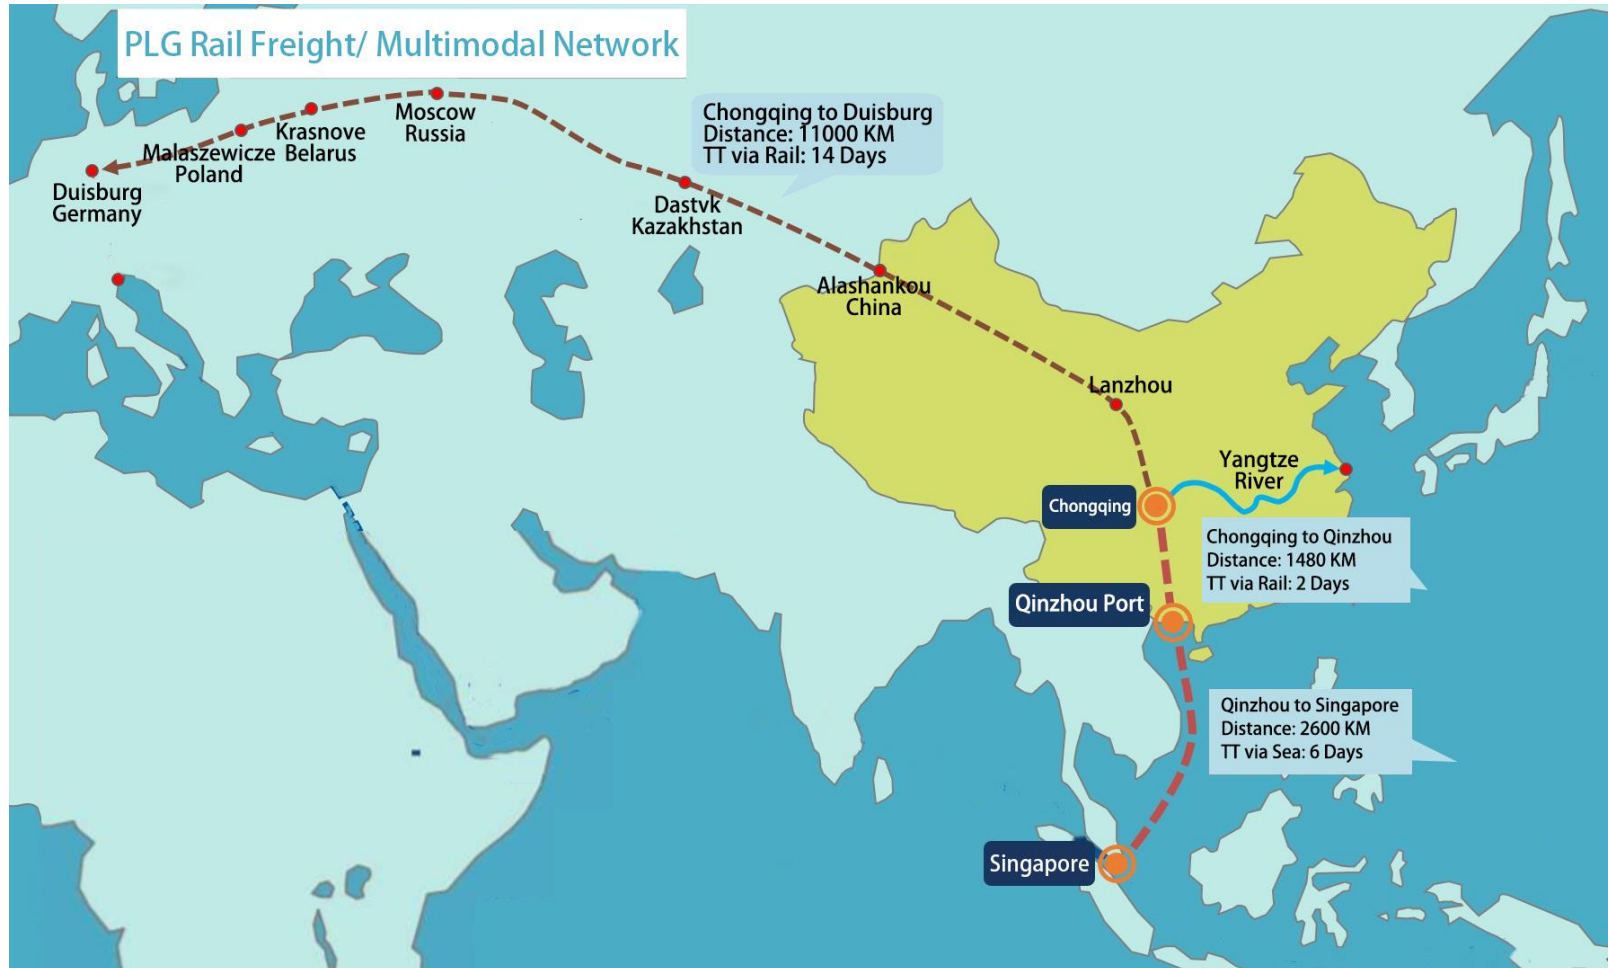 PLG Rail Freight/ Multimodal Network
Chongqing to Duisburg
Distance: 11000 KM
TT via Rail: 14 Days
Moscow
Russia
Krasnove
Belarus
Malaszewicze
Poland
Duisburg
Germany
Dastvk
Kazakhstan
Alashankou
China
Lanzhou
Yangtze
River
Chongqing
Chongqing to Qinzhou
Distance: 1480 KM
TT via Rail: 2 Days
Qinzhou Port
Qinzhou to Singapore
Distance: 2600 KM
TT via Sea: 6 Days
Singapore